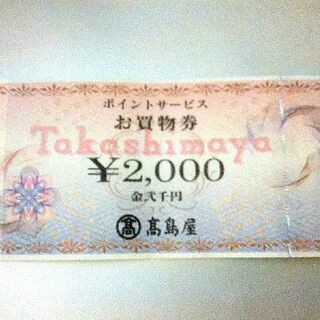 ポイントサービス
お買物券
Takashimaya
¥2,000
金弐千円
髙 髙島屋